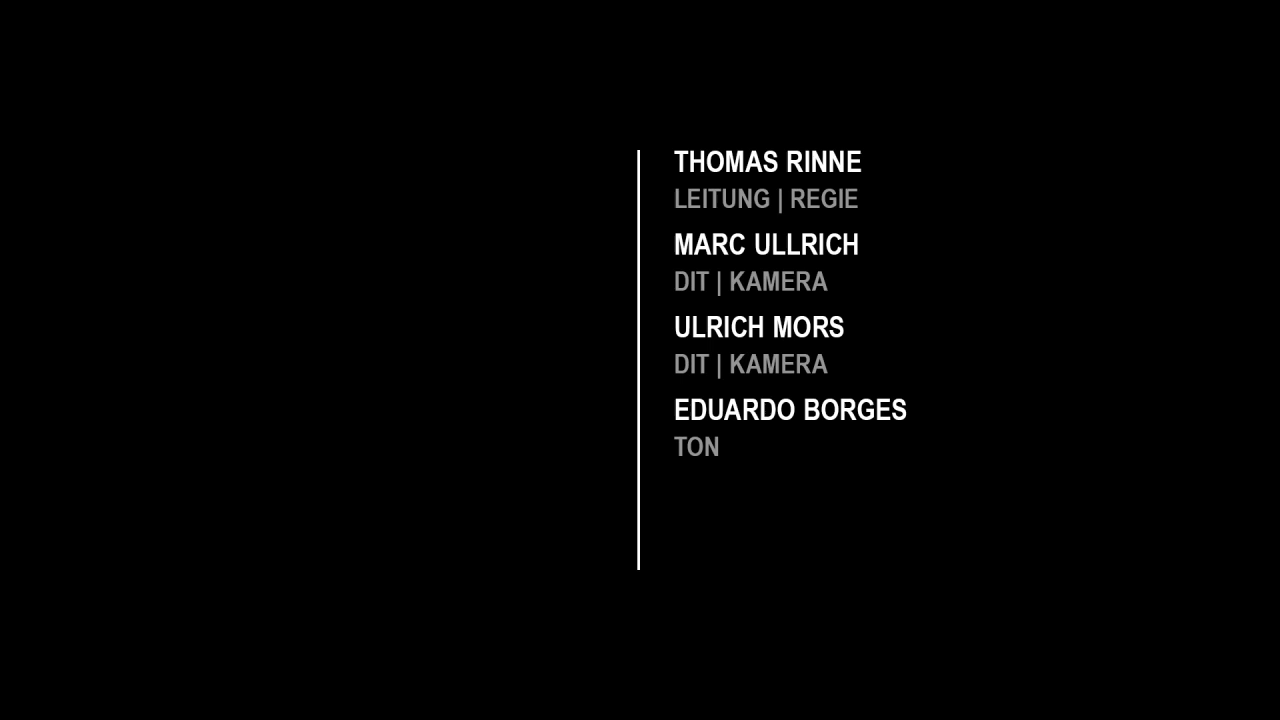 THOMAS RINNE
LEITUNG | REGIE
MARC ULLRICH
DIT | KAMERA
ULRICH MORS
DIT | KAMERA
EDUARDO BORGES
TON